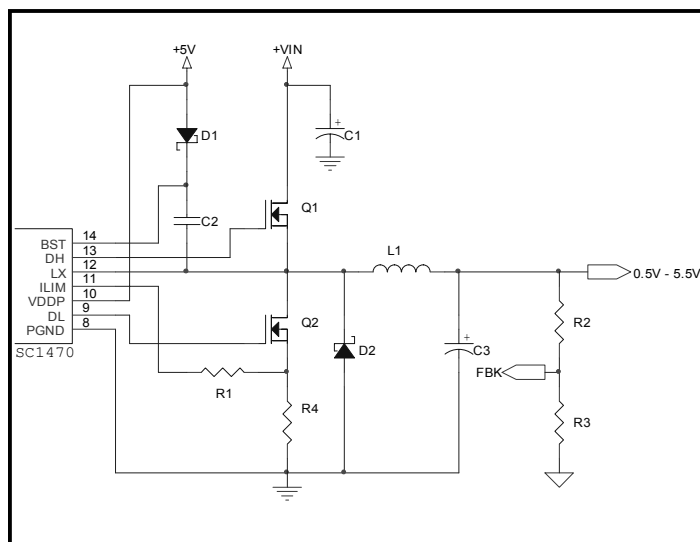 +5V
+VIN
D1
+
C1
Q1
C2
14
BST
13
DH
12
LX
11
ILIM
10
VDDP
9
DL
8
PGND
SC1470
L1
0.5V - 5.5V
Q2
D2
+
C3
R2
FBK
R1
R4
R3